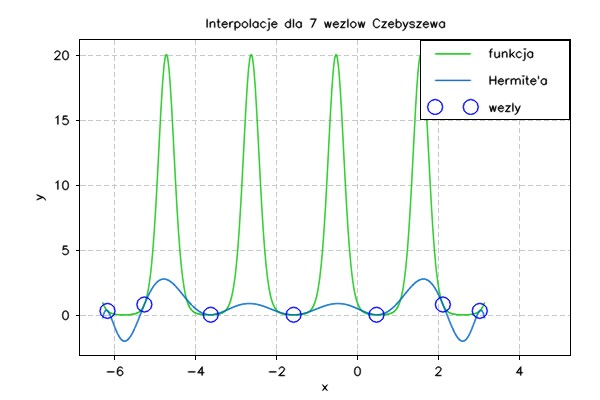 Interpolacje dla 7 wezlow Czebyszewa
funkcja
Hermite'a
wezly
20
15
10
5
0
y
−6 −4 −2 0 2 4
x